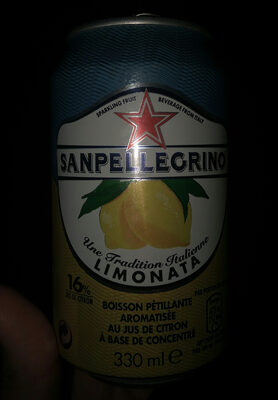 SPARKLING FRUIT BEVERAGE FROM ITALY
SANPELLEGRINO
Une Tradition Italienne
LIMONATA
16%
BOISSON PÉTILLANTE
AROMATISÉE
AU JUS DE CITRON
À BASE DE CONCENTRÉ
330 ml e